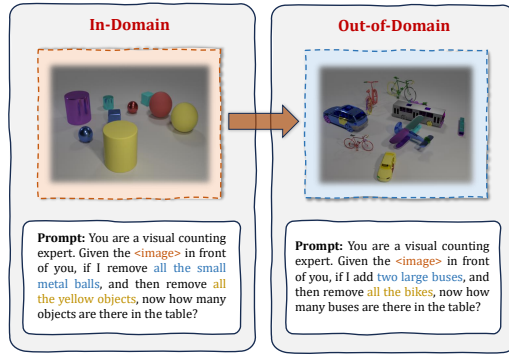 In-Domain
Prompt: You are a visual counting
expert. Given the <image> in front
of you, if I remove all the small
metal balls, and then remove all
the yellow objects, now how many
objects are there in the table?
Out-of-Domain
Prompt: You are a visual counting
expert. Given the <image> in front
of you, if I add two large buses, and
then remove all the bikes, now how
many buses are there in the table?